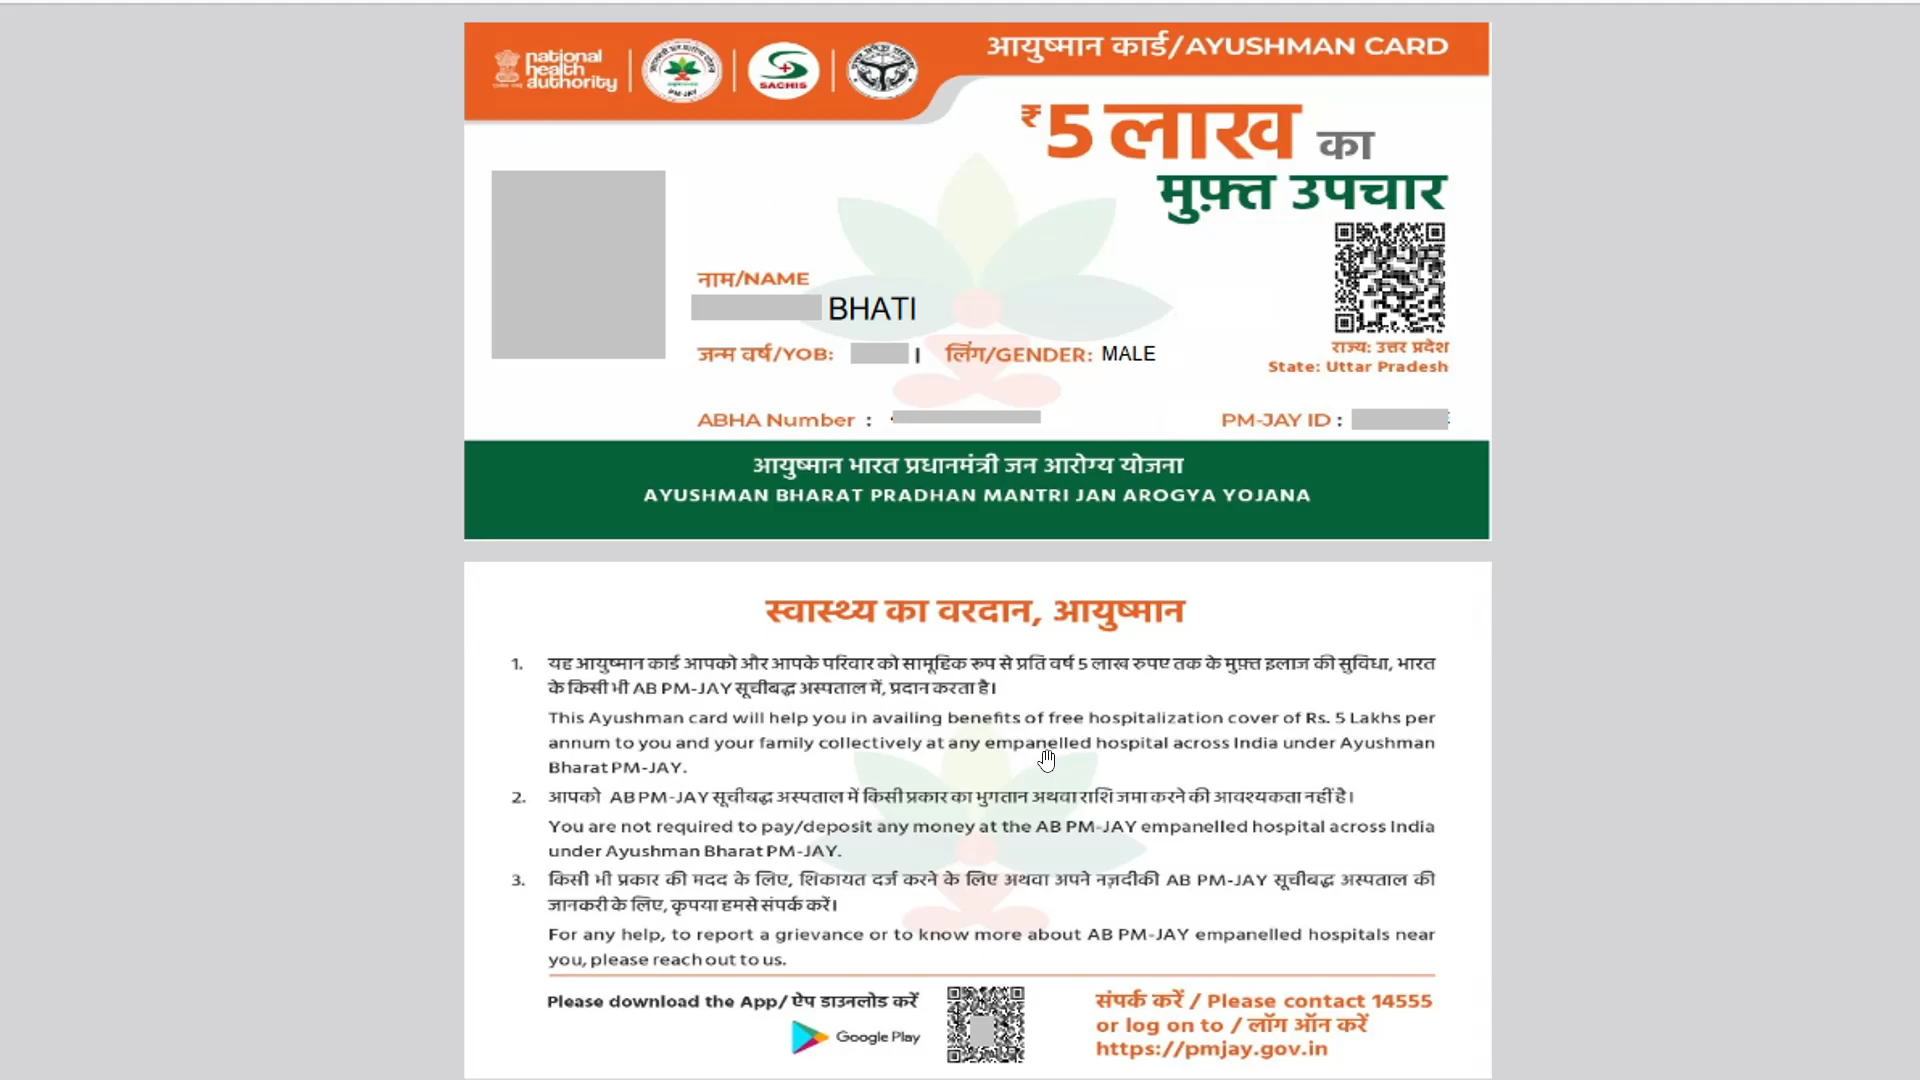 national
health
authority
PM-JAY
SACHIS
आयुष्मान कार्ड/AYUSHMAN CARD
₹5 लाख का
मुफ़्त उपचार
नाम/NAME
BHATI
जन्म वर्ष/YOB: | लिंग/GENDER: MALE
राज्य: उत्तर प्रदेश
State: Uttar Pradesh
ABHA Number :
PM-JAY ID :
आयुष्मान भारत प्रधानमंत्री जन आरोग्य योजना
AYUSHMAN BHARAT PRADHAN MANTRI JAN AROGYA YOJANA
स्वास्थ्य का वरदान, आयुष्मान
1. यह आयुष्मान कार्ड आपको और आपके परिवार को सामूहिक रूप से प्रति वर्ष 5 लाख रुपए तक के मुफ़्त इलाज की सुविधा, भारत
के किसी भी AB PM-JAY सूचीबद्ध अस्पताल में, प्रदान करता है।
This Ayushman card will help you in availing benefits of free hospitalization cover of Rs. 5 Lakhs per
annum to you and your family collectively at any empanelled hospital across India under Ayushman
Bharat PM-JAY.
2. आपको AB PM-JAY सूचीबद्ध अस्पताल में किसी प्रकार का भुगतान अथवा राशि जमा करने की आवश्यकता नहीं है।
You are not required to pay/deposit any money at the AB PM-JAY empanelled hospital across India
under Ayushman Bharat PM-JAY.
3. किसी भी प्रकार की मदद के लिए, शिकायत दर्ज करने के लिए अथवा अपने नज़दीकी AB PM-JAY सूचीबद्ध अस्पताल की
जानकरी के लिए, कृपया हमसे संपर्क करें।
For any help, to report a grievance or to know more about AB PM-JAY empanelled hospitals near
you, please reach out to us.
Please download the App/ ऐप डाउनलोड करें
Google Play
संपर्क करें / Please contact 14555
or log on to / लॉग ऑन करें
https://pmjay.gov.in